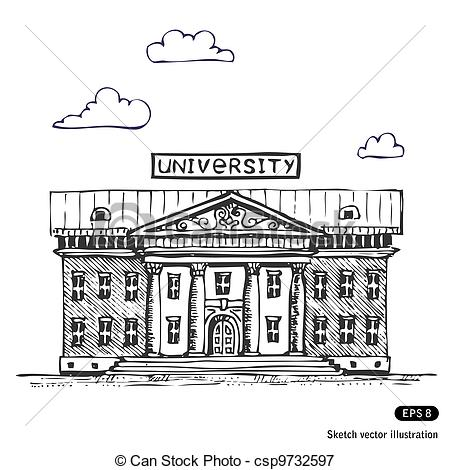 UNIVERSITY
EPS 8
Sketch vector illustration
© Can Stock Photo - csp9732597